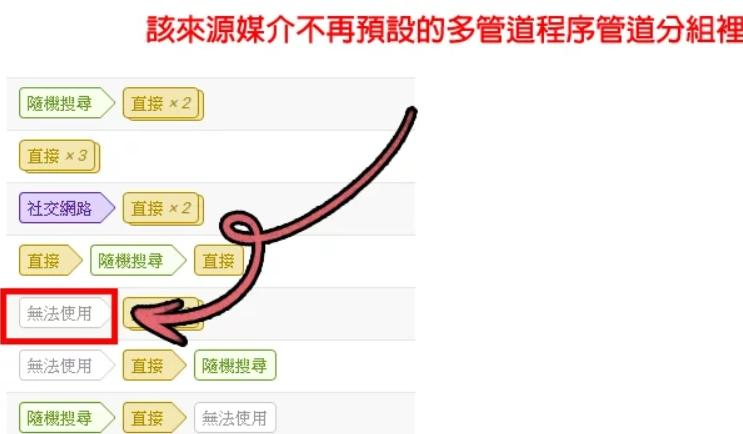 該來源媒介不再預設的多管道程序管道分組裡
隨機搜尋 直接 × 2
直接 × 3
社交網路 直接 × 2
直接 隨機搜尋 直接
無法使用
無法使用 直接 隨機搜尋
隨機搜尋 直接 無法使用